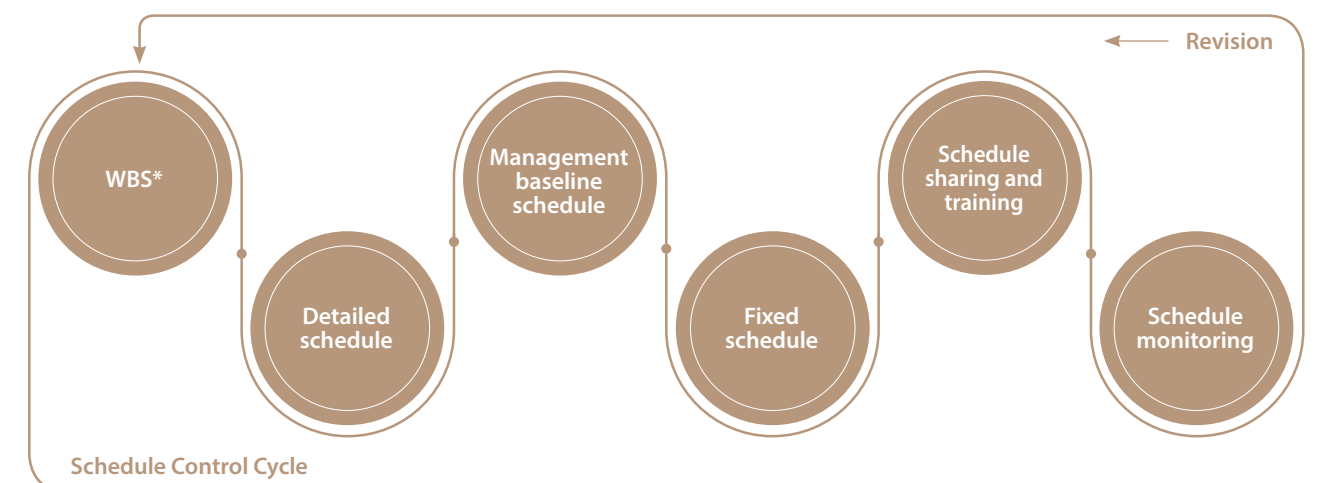 Revision
WBS*
Detailed
schedule
Management
baseline
schedule
Fixed
schedule
Schedule
sharing and
training
Schedule
monitoring
Schedule Control Cycle